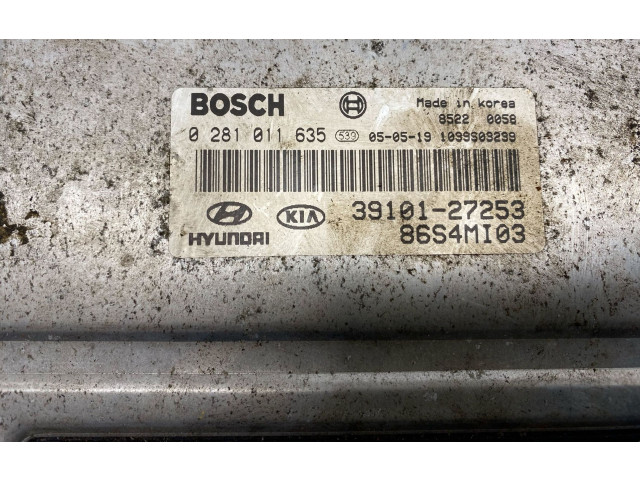 BOSCH Made in korea
8522 0058
0 281 011 635 539 05-05-19 1099S09299
KIA 39101-27253
HYUNDAI 86S4MI03